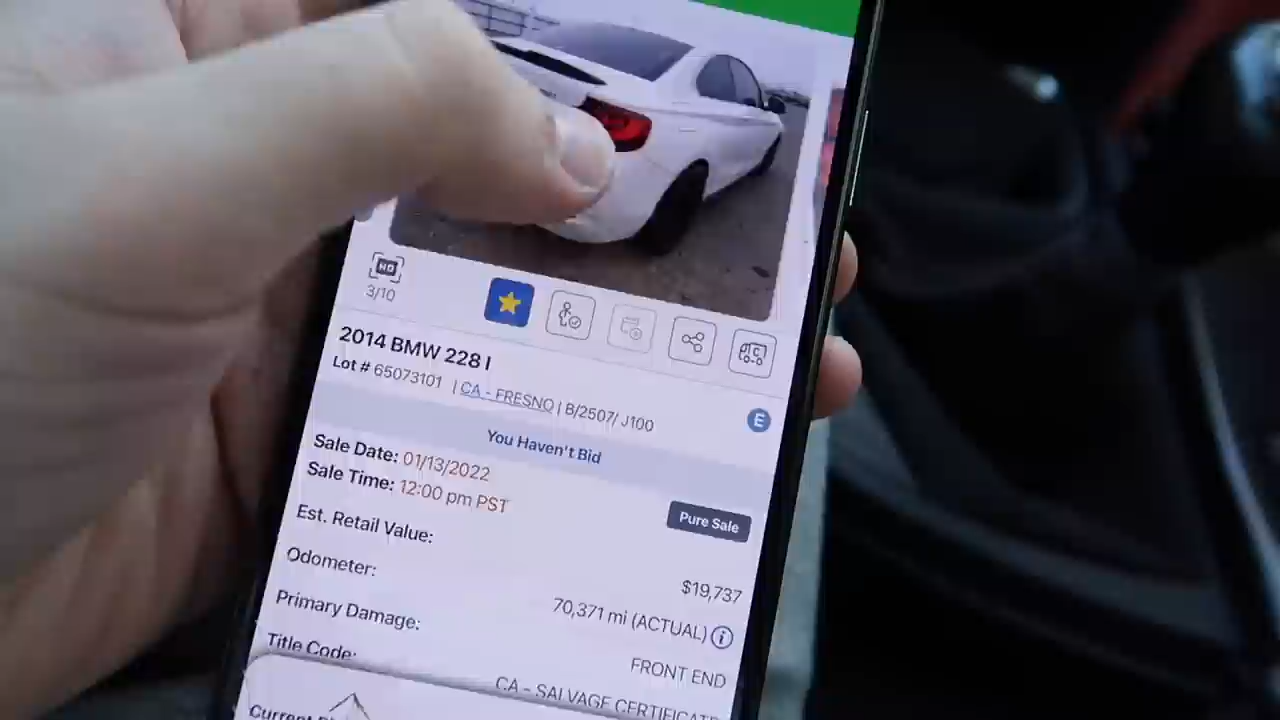 HD
3/10
2014 BMW 228 I
Lot # 65073101 | CA - FRESNO | B/2507/ J100
E
You Haven't Bid
Sale Date: 01/13/2022
Sale Time: 12:00 pm PST
Pure Sale
Est. Retail Value: $19,737
Odometer: 70,371 mi (ACTUAL)
Primary Damage: FRONT END
Title Code: CA - SALVAGE CERTIFICAT
Current